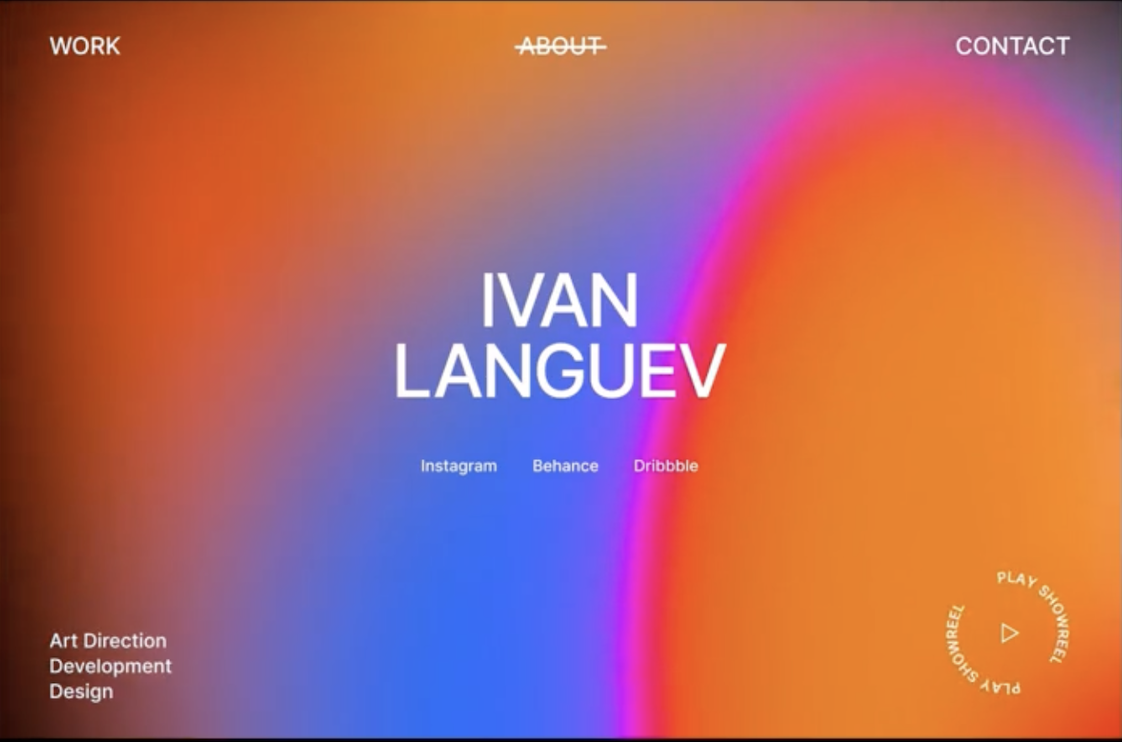 WORK
ABOUT
CONTACT
IVAN
LANGUEV
Instagram
Behance
Dribbble
Art Direction
Development
Design
PLAY SHOWREEL
PLAY SHOWREEL